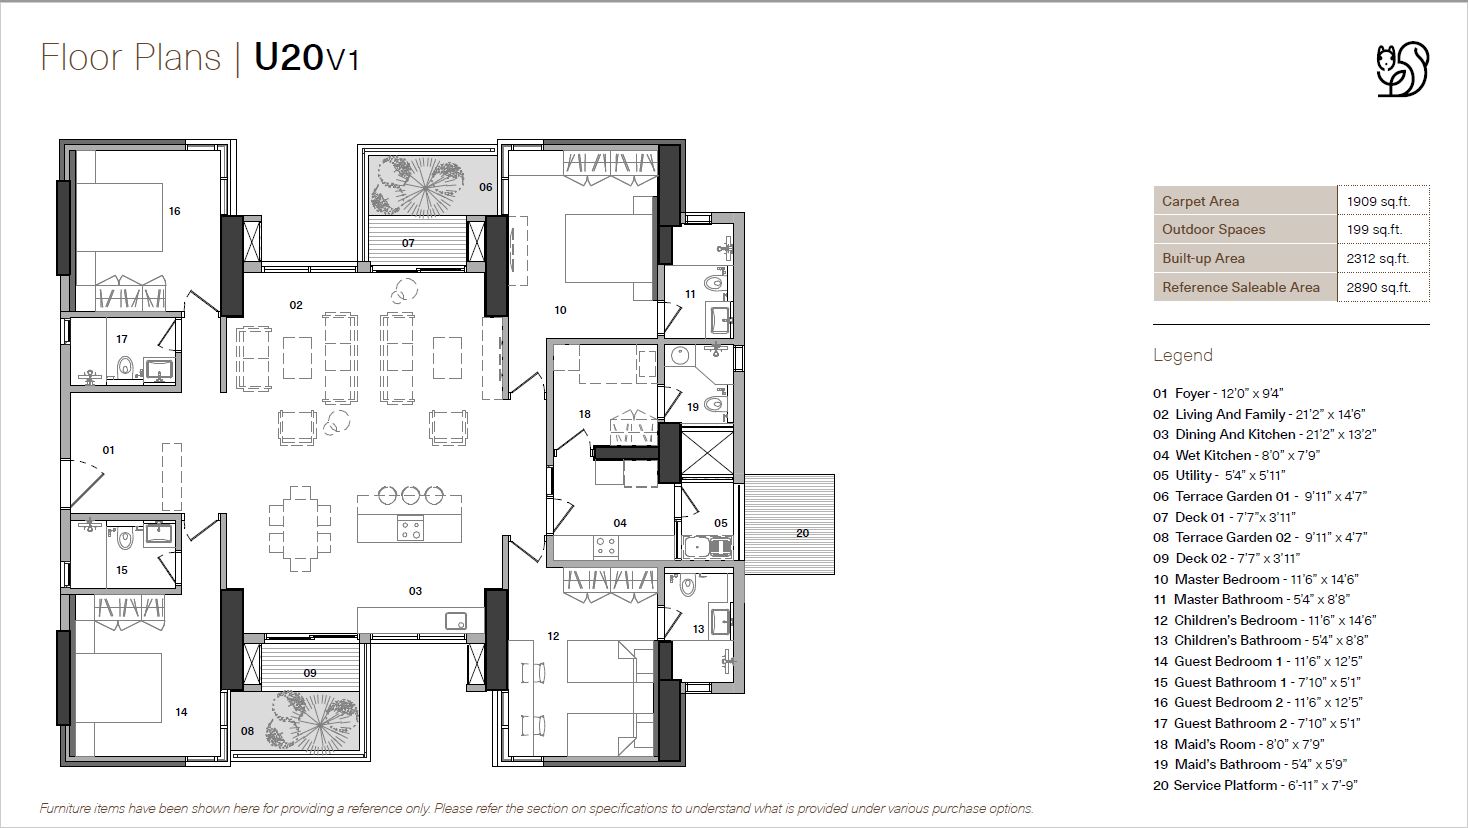 Floor Plans | U20V1
16
06
07
02
11
10
17
18
19
01
04
05
20
15
03
12
13
09
14
08
Carpet Area 1909 sq.ft.
Outdoor Spaces 199 sq.ft.
Built-up Area 2312 sq.ft.
Reference Saleable Area 2890 sq.ft.
Legend
01 Foyer - 12'0" x 9'4"
02 Living And Family - 21'2" x 14'6"
03 Dining And Kitchen - 21'2" x 13'2"
04 Wet Kitchen - 8'0" x 7'9"
05 Utility - 5'4" x 5'11"
06 Terrace Garden 01 - 9'11" x 4'7"
07 Deck 01 - 7'7"x 3'11"
08 Terrace Garden 02 - 9'11" x 4'7"
09 Deck 02 - 7'7" x 3'11"
10 Master Bedroom - 11'6" x 14'6"
11 Master Bathroom - 5'4" x 8'8"
12 Children's Bedroom - 11'6" x 14'6"
13 Children's Bathroom - 5'4" x 8'8"
14 Guest Bedroom 1 - 11'6" x 12'5"
15 Guest Bathroom 1 - 7'10" x 5'1"
16 Guest Bedroom 2 - 11'6" x 12'5"
17 Guest Bathroom 2 - 7'10" x 5'1"
18 Maid's Room - 8'0" x 7'9"
19 Maid's Bathroom - 5'4" x 5'9"
20 Service Platform - 6'-11" x 7'-9"
Furniture items have been shown here for providing a reference only. Please refer the section on specifications to understand what is provided under various purchase options.